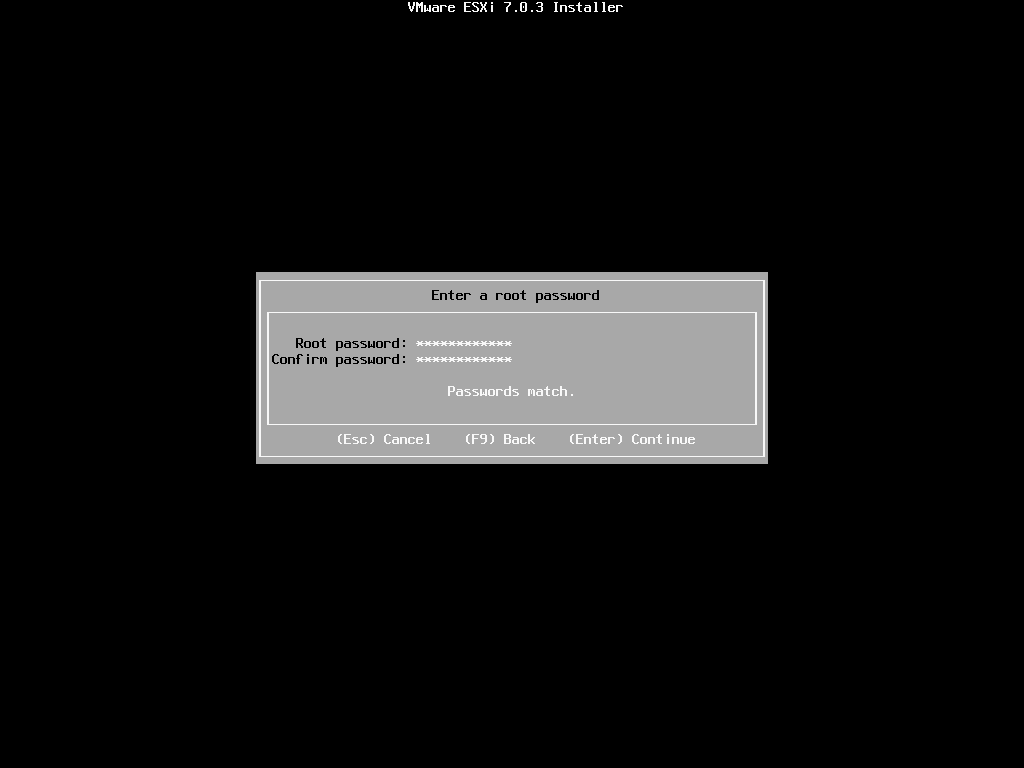 VMware ESXi 7.0.3 Installer
Enter a root password
Root password: ************
Confirm password: ************
Passwords match.
(Esc) Cancel (F9) Back (Enter) Continue